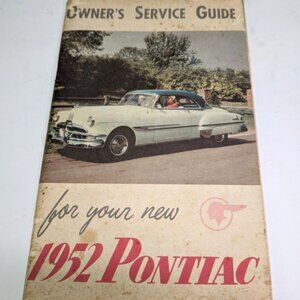 OWNER'S SERVICE GUIDE
for your new
1952 PONTIAC